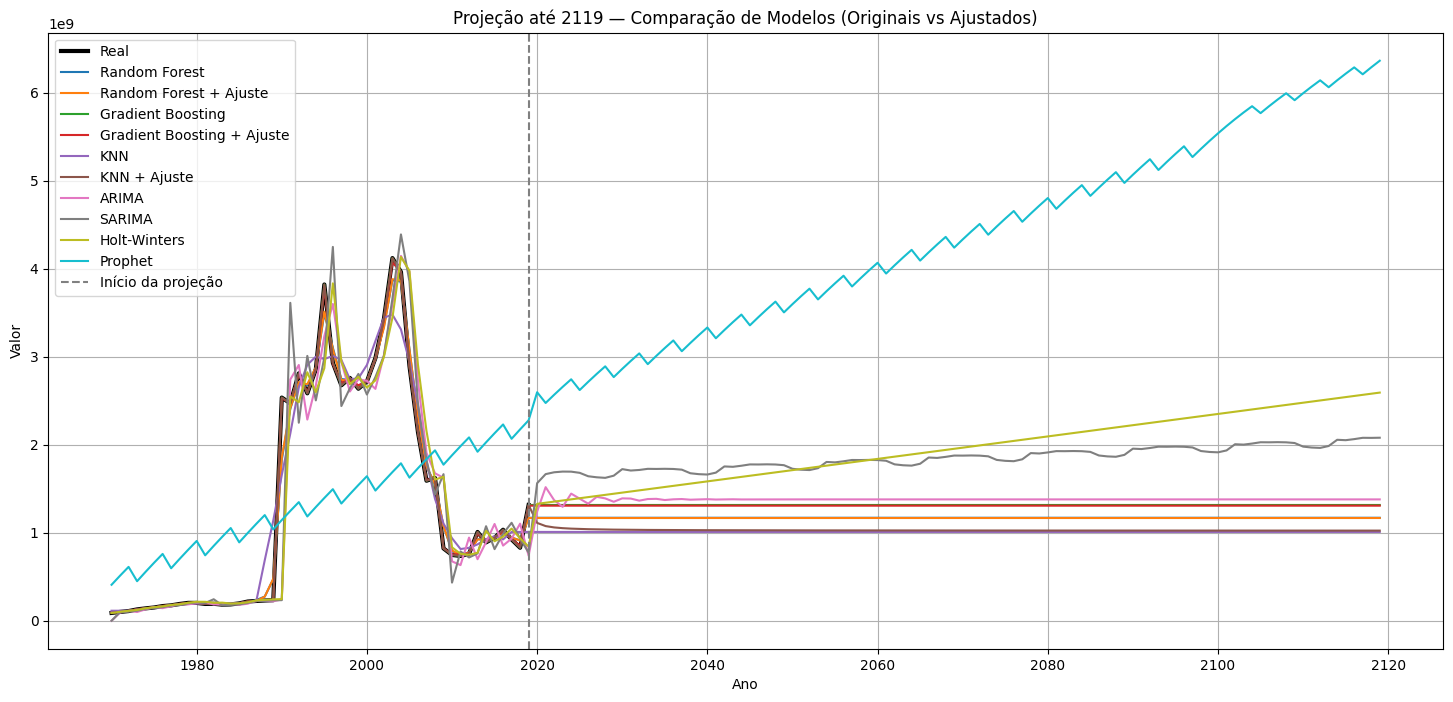 Projeção até 2119 — Comparação de Modelos (Originais vs Ajustados)
1e9
Real
Random Forest
Random Forest + Ajuste
Gradient Boosting
Gradient Boosting + Ajuste
KNN
KNN + Ajuste
ARIMA
SARIMA
Holt-Winters
Prophet
Início da projeção
6
5
4
3
2
1
0
Valor
1980
2000
2020
2040
2060
2080
2100
2120
Ano